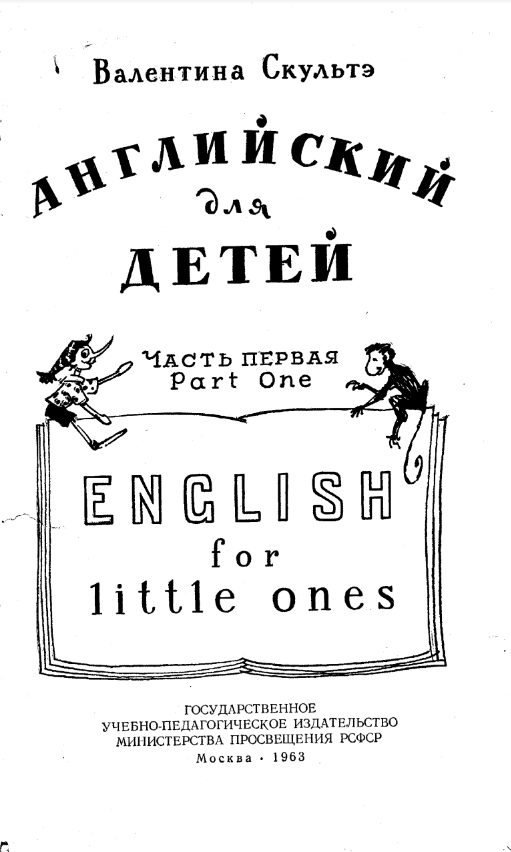 Валентина Скультэ
АНГЛИЙСКИЙ
для
ДЕТЕЙ
ЧАСТЬ ПЕРВАЯ
Part One
ENGLISH
for
little ones
ГОСУДАРСТВЕННОЕ
УЧЕБНО-ПЕДАГОГИЧЕСКОЕ ИЗДАТЕЛЬСТВО
МИНИСТЕРСТВА ПРОСВЕЩЕНИЯ РСФСР
Москва • 1963